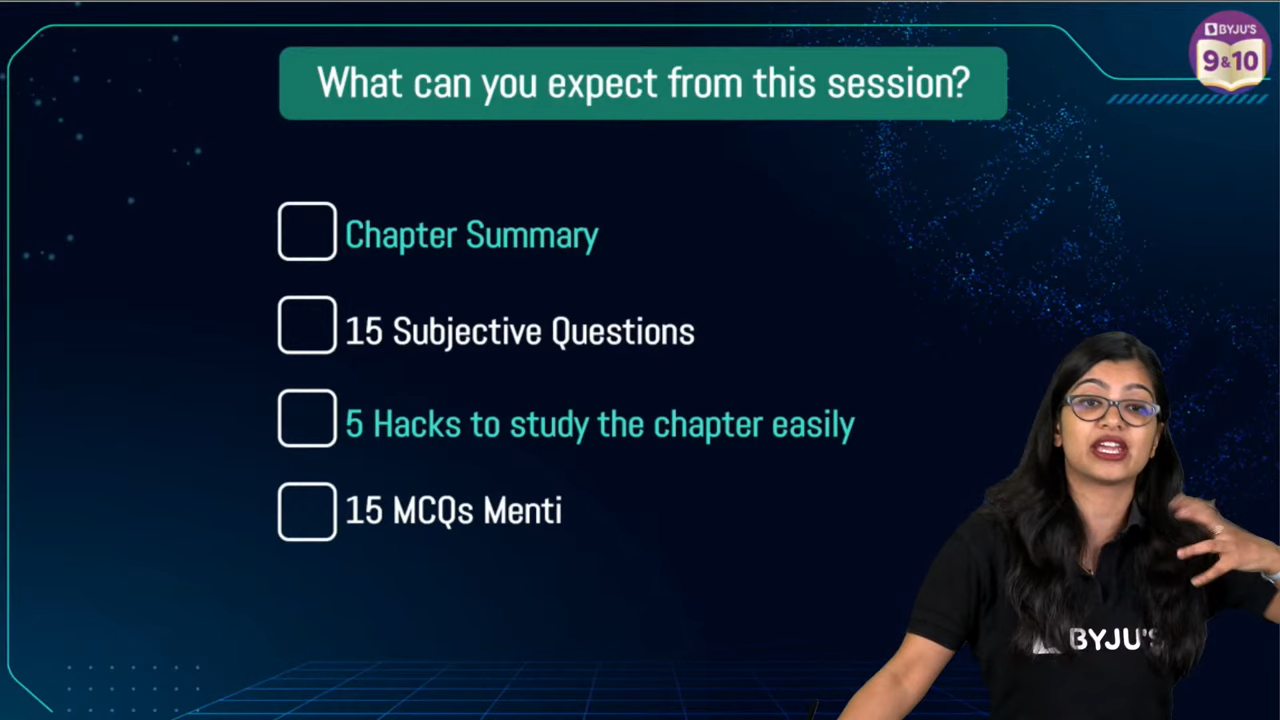 BYJU'S
9&10
What can you expect from this session?
Chapter Summary
15 Subjective Questions
5 Hacks to study the chapter easily
15 MCQs Menti
BYJU'S